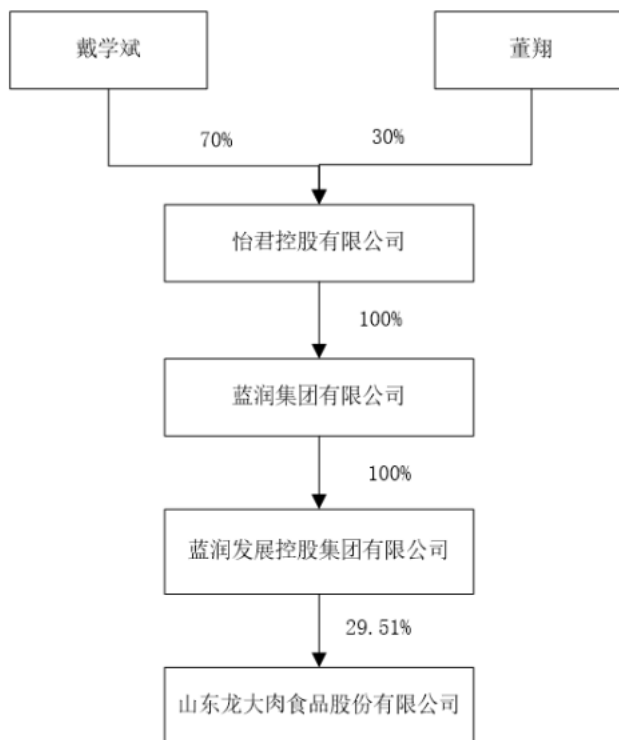 戴学斌
董翔
70%
30%
怡君控股有限公司
100%
蓝润集团有限公司
100%
蓝润发展控股集团有限公司
29.51%
山东龙大肉食品股份有限公司